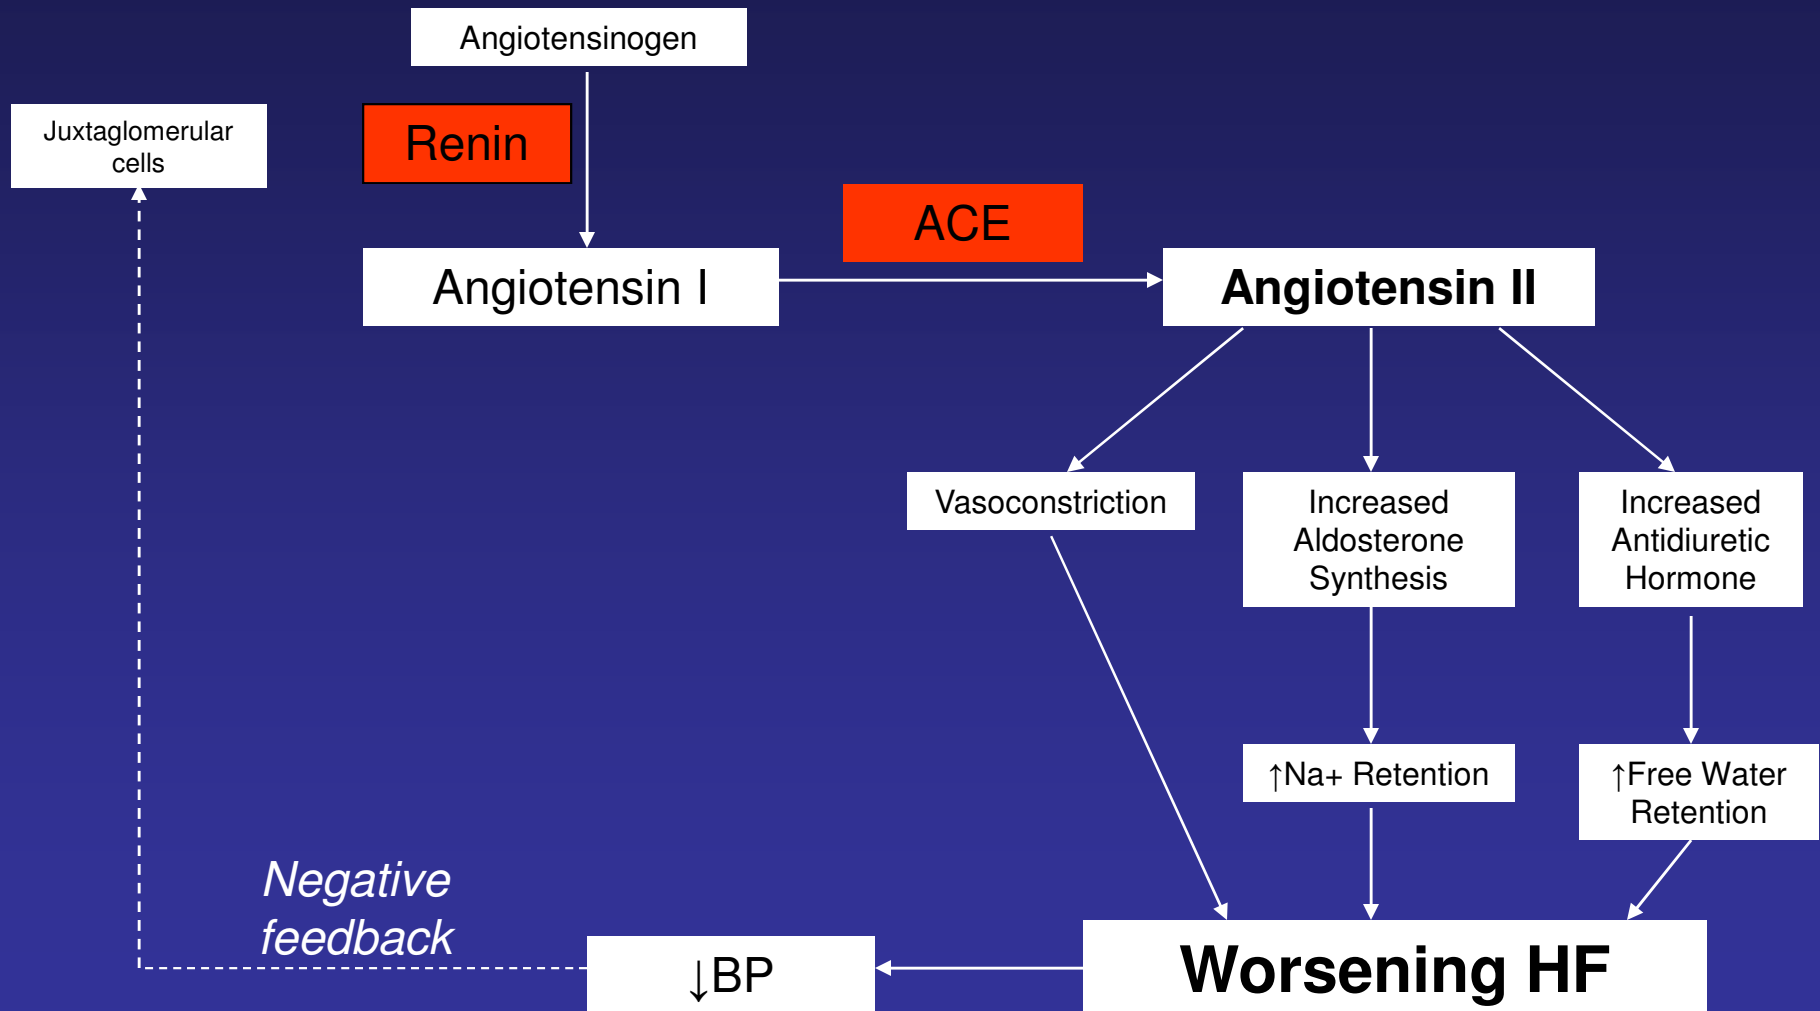 Angiotensinogen
Juxtaglomerular
cells
Renin
ACE
Angiotensin I
Angiotensin II
Vasoconstriction
Increased
Aldosterone
Synthesis
Increased
Antidiuretic
Hormone
↑Na+ Retention
↑Free Water
Retention
Negative
feedback
↓BP
Worsening HF